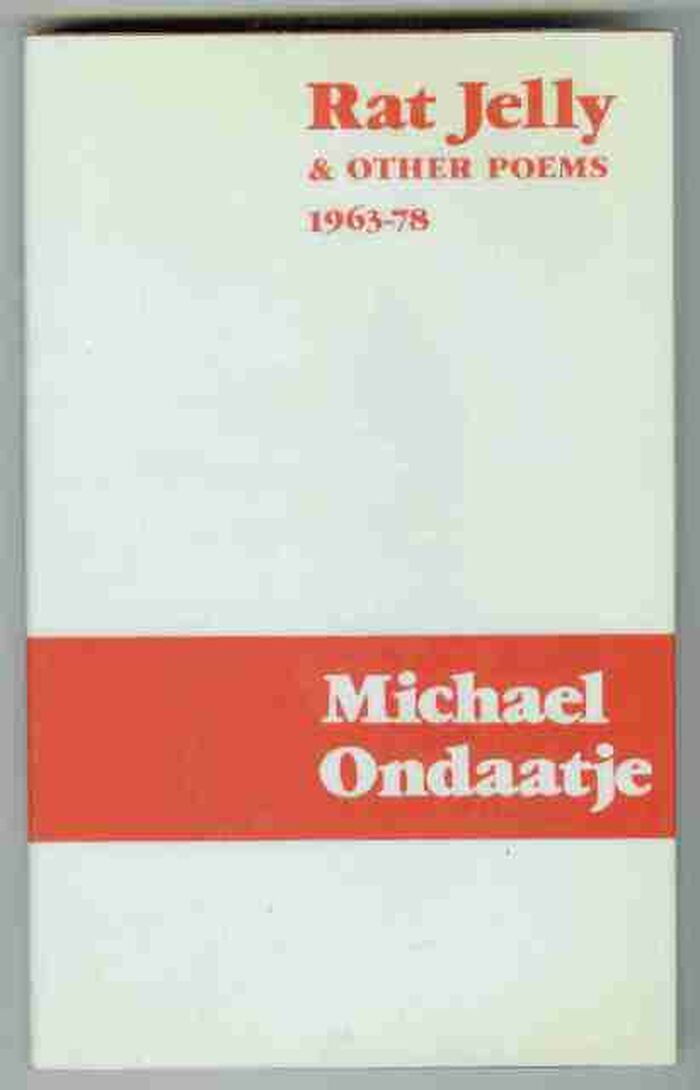 Rat Jelly
& OTHER POEMS
1963-78
Michael
Ondaatje